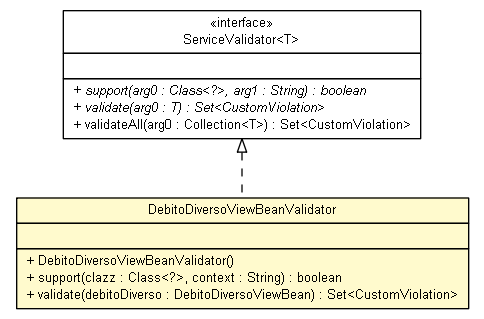 «interface»
ServiceValidator<T>
+ support(arg0 : Class<?>, arg1 : String) : boolean
+ validate(arg0 : T) : Set<CustomViolation>
+ validateAll(arg0 : Collection<T>) : Set<CustomViolation>
DebitoDiversoViewBeanValidator
+ DebitoDiversoViewBeanValidator()
+ support(clazz : Class<?>, context : String) : boolean
+ validate(debitoDiverso : DebitoDiversoViewBean) : Set<CustomViolation>